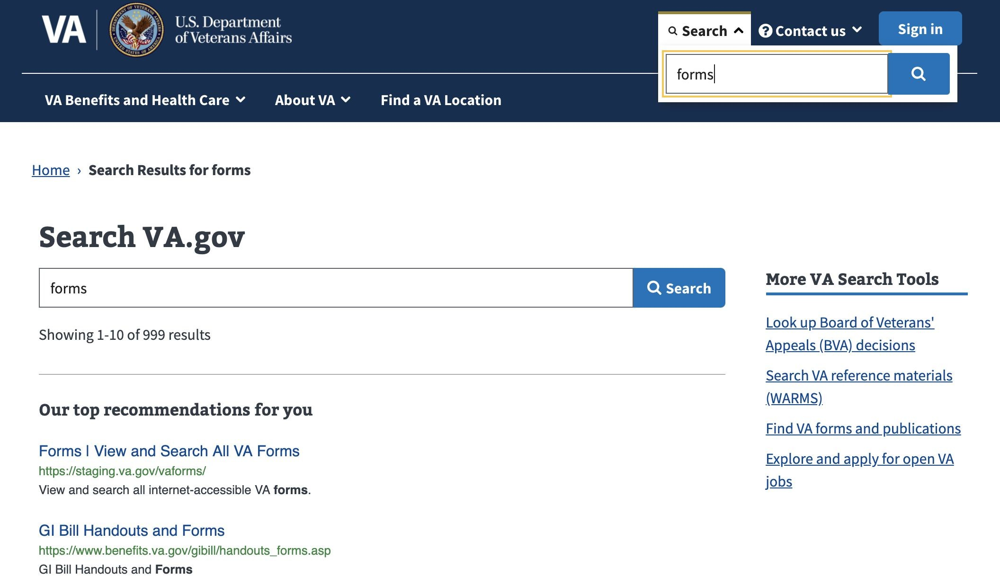 VA
U.S. Department
of Veterans Affairs
Search
Contact us
Sign in
forms
VA Benefits and Health Care
About VA
Find a VA Location
Home › Search Results for forms
Search VA.gov
forms
Search
Showing 1-10 of 999 results
Our top recommendations for you
Forms | View and Search All VA Forms
https://staging.va.gov/vaforms/
View and search all internet-accessible VA forms.
GI Bill Handouts and Forms
https://www.benefits.va.gov/gibill/handouts_forms.asp
GI Bill Handouts and Forms
More VA Search Tools
Look up Board of Veterans'
Appeals (BVA) decisions
Search VA reference materials
(WARMS)
Find VA forms and publications
Explore and apply for open VA
jobs